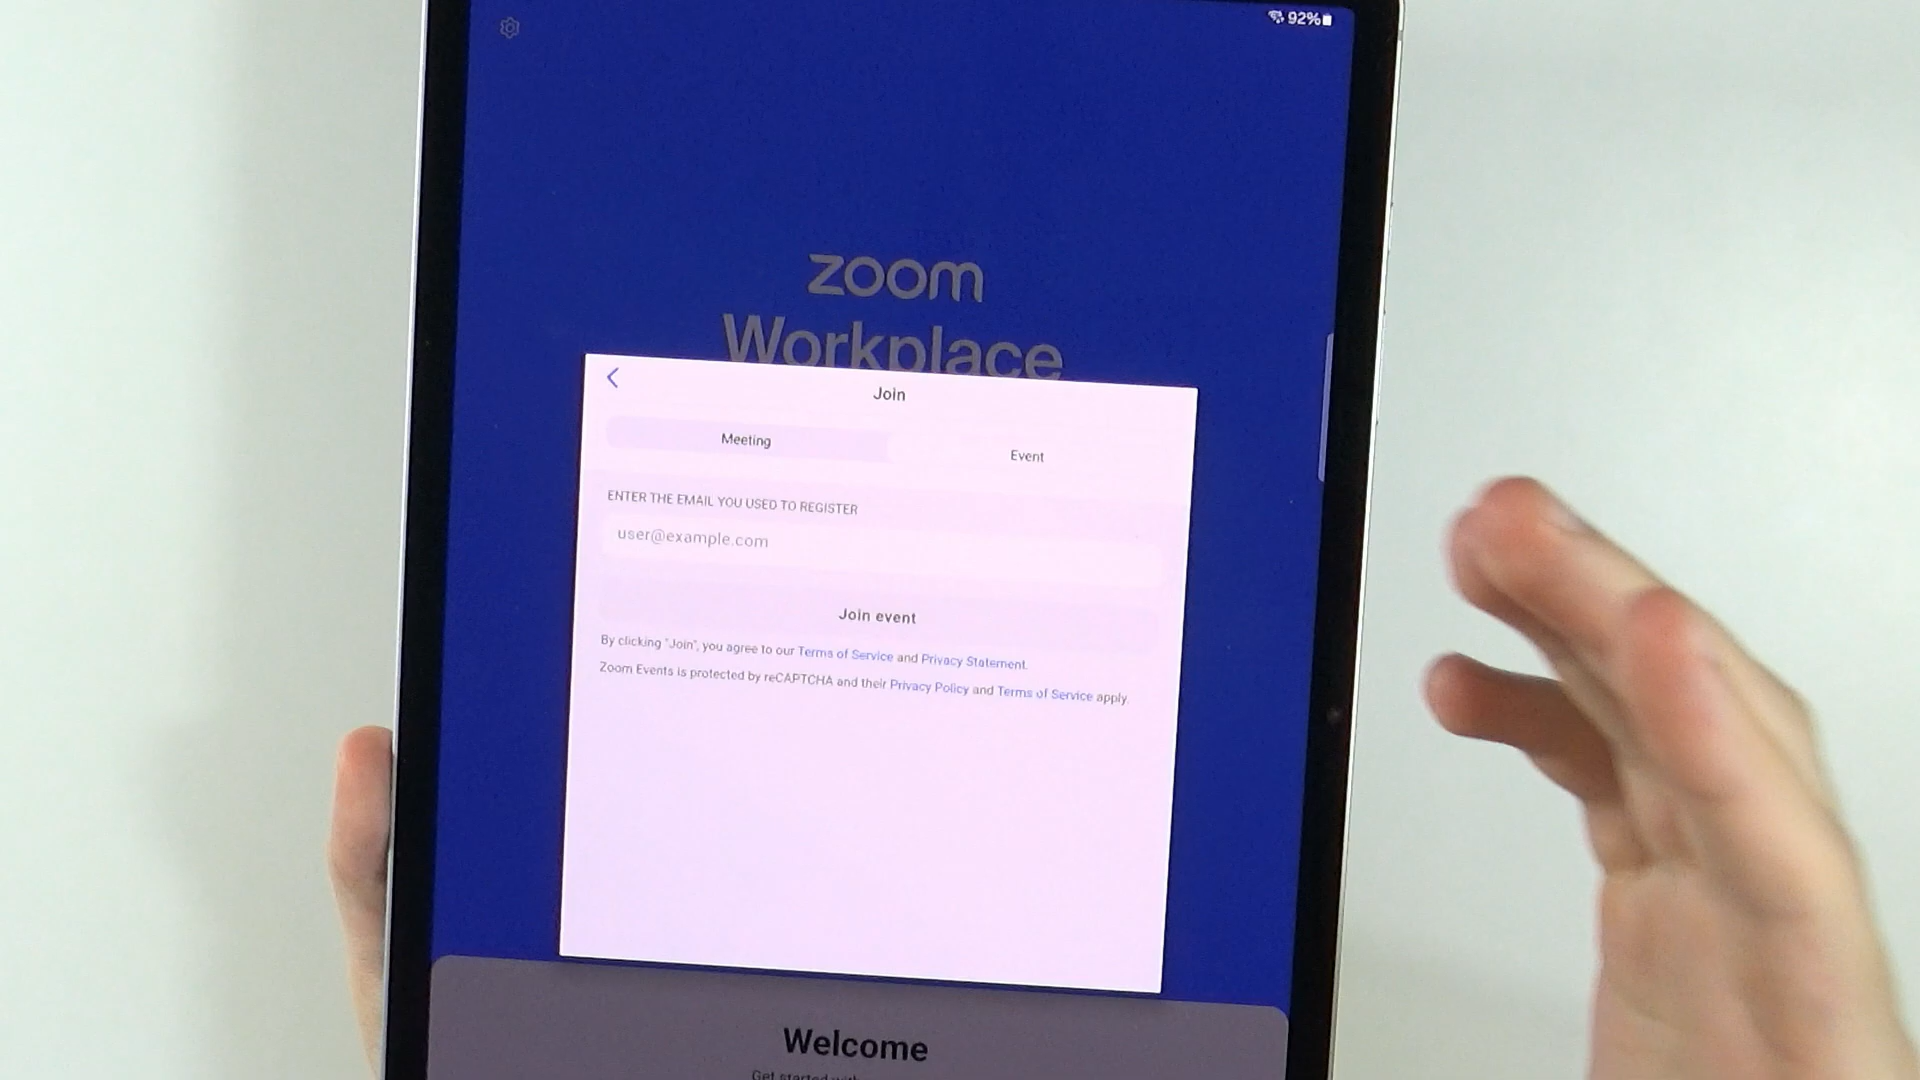 92%
zoom
Workplace
Join
Meeting
Event
ENTER THE EMAIL YOU USED TO REGISTER
user@example.com
Join event
By clicking "Join", you agree to our Terms of Service and Privacy Statement.
Zoom Events is protected by reCAPTCHA and their Privacy Policy and Terms of Service apply.
Welcome
Get started with